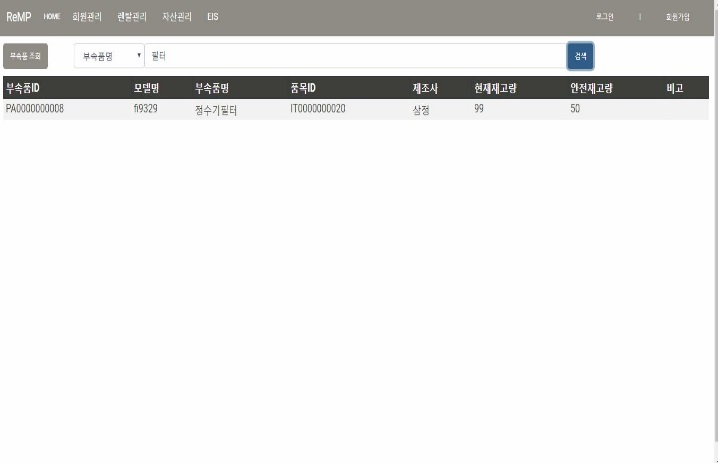 ReMP HOME 회원관리 렌탈관리 자산관리 EIS 로그인 | 회원가입
부속품 조회 부속품명 필터 검색
부속품ID 모델명 부속품명 품목ID 제조사 현재재고량 안전재고량 비고
PA0000000008 fi9329 정수기필터 IT0000000020 삼정 99 50